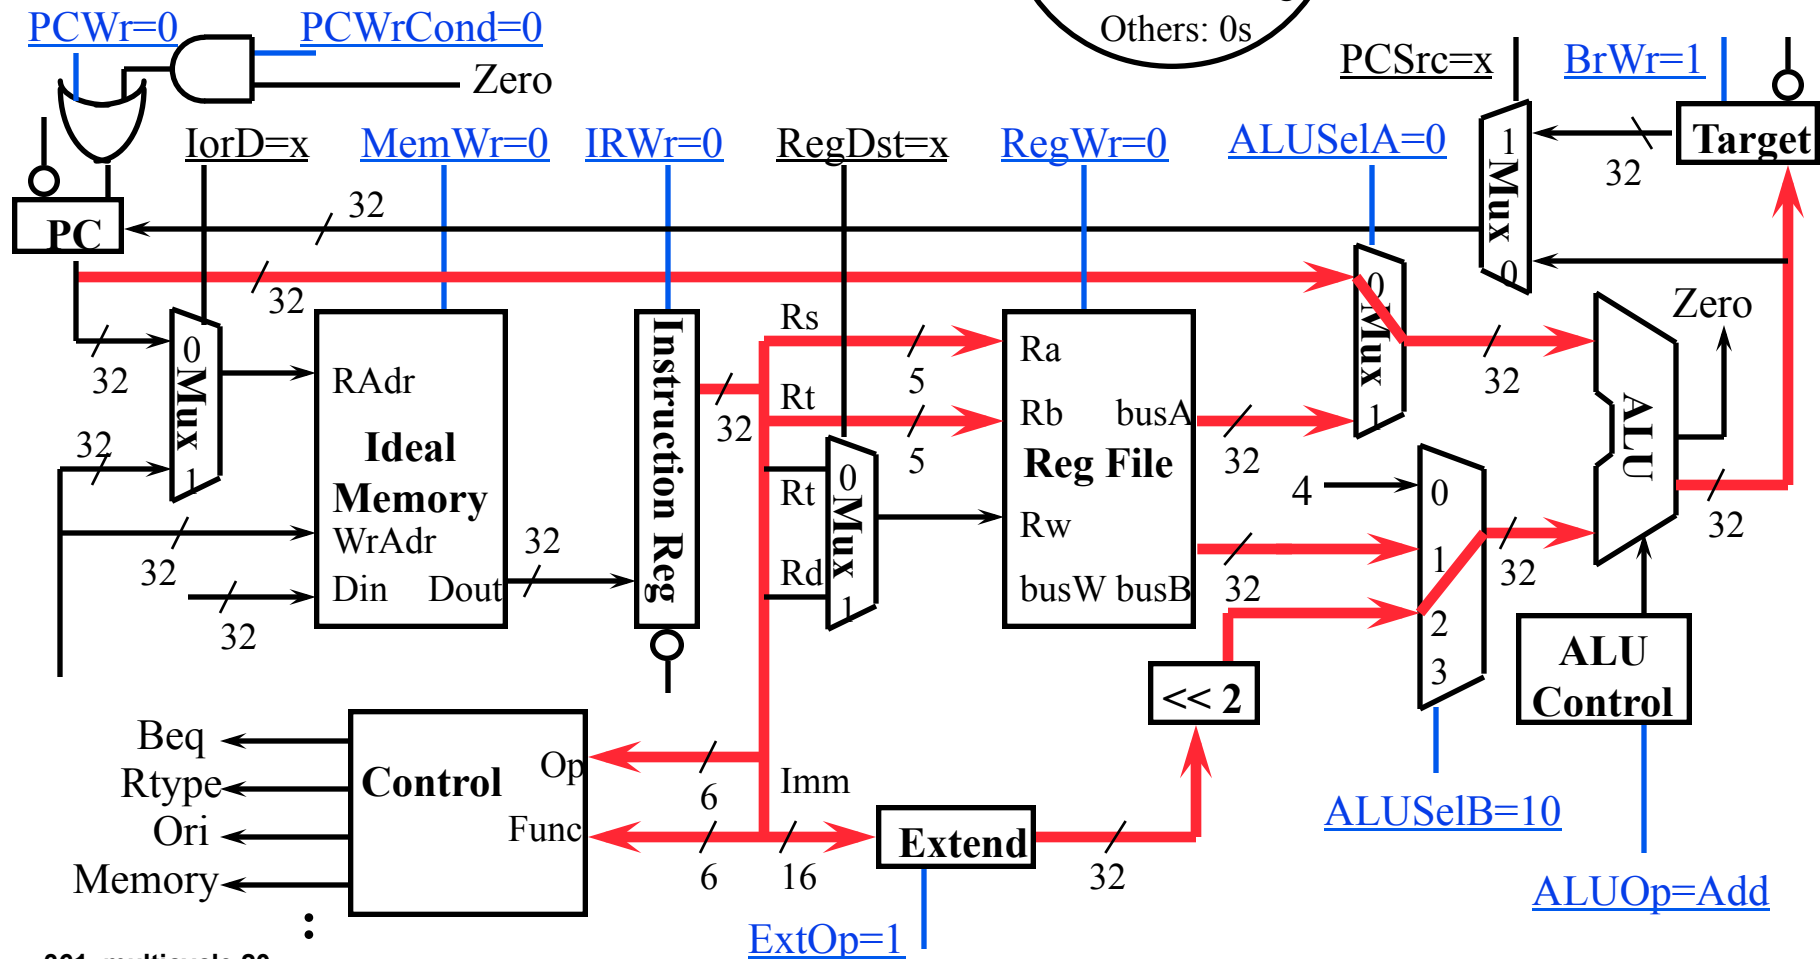 Others: 0s
PCWr=0
PCWrCond=0
Zero
PCSrc=x
BrWr=1
IorD=x
MemWr=0
IRWr=0
RegDst=x
RegWr=0
ALUSelA=0
1
Mux
0
32
Target
PC
32
32
0
Mux
1
32
32
32
32
RAdr
Ideal
Memory
WrAdr
Din
Dout
32
Instruction Reg
32
Rs
5
Rt
5
Rt
Rd
0
Mux
1
Ra
Rb
busA
Reg File
Rw
busW
busB
32
32
0
Mux
1
32
4
0
1
2
3
32
ALU
Zero
32
<< 2
ALU
Control
Beq
Rtype
Ori
Memory
:
Control
Op
Func
6
6
Imm
16
Extend
32
ExtOp=1
ALUSelB=10
ALUOp=Add